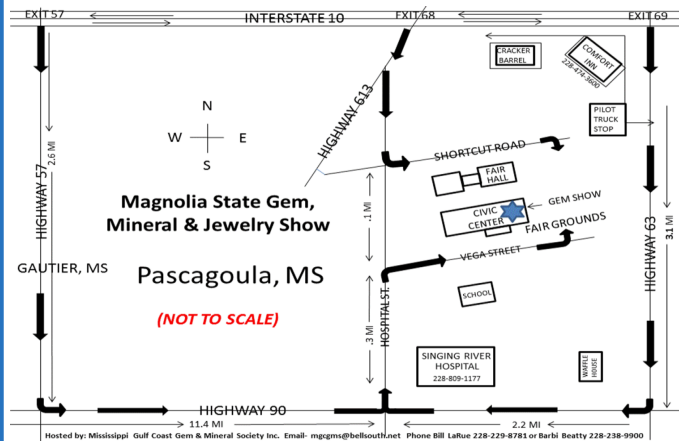 EXIT 57
INTERSTATE 10
EXIT 68
EXIT 69
CRACKER
BARREL
COMFORT
INN
228-474-3600
PILOT
TRUCK
STOP
HIGHWAY 613
N
W E
S
SHORTCUT ROAD
FAIR
HALL
HIGHWAY 57
2.6 MI
Magnolia State Gem,
Mineral & Jewelry Show
.1 MI
CIVIC
CENTER
GEM SHOW
FAIR GROUNDS
HIGHWAY 63
3.1 MI
VEGA STREET
GAUTIER, MS
Pascagoula, MS
(NOT TO SCALE)
HOSPITAL ST.
.3 MI
SCHOOL
SINGING RIVER
HOSPITAL
228-809-1177
WAFFLE
HOUSE
HIGHWAY 90
11.4 MI
2.2 MI
Hosted by: Mississippi Gulf Coast Gem & Mineral Society Inc. Email- mgcgms@bellsouth.net Phone Bill LaRue 228-229-8781 or Barbi Beatty 228-238-9900